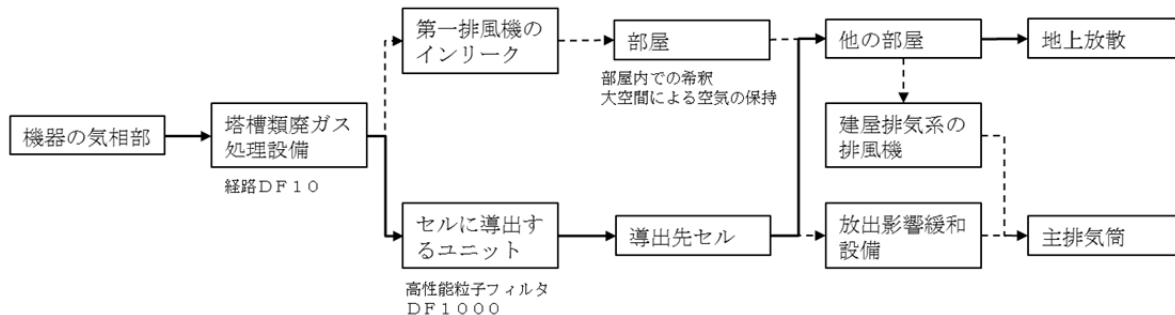 機器の気相部
塔槽類廃ガス
処理設備
経路ＤＦ１０
第一排風機の
インリーク
部屋
部屋内での希釈
大空間による空気の保持
他の部屋
地上放散
建屋排気系の
排風機
セルに導出す
るユニット
高性能粒子フィルタ
ＤＦ１０００
導出先セル
放出影響緩和
設備
主排気筒